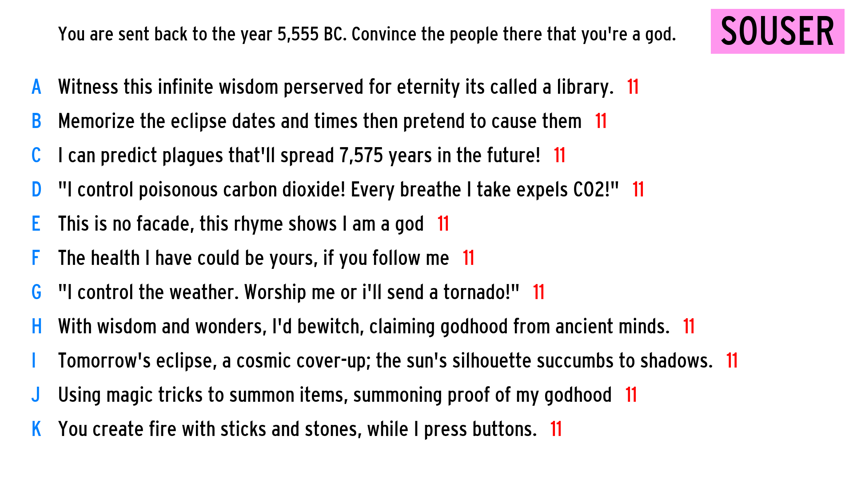 You are sent back to the year 5,555 BC. Convince the people there that you're a god.
SOUSER
A Witness this infinite wisdom perserved for eternity its called a library. 11
B Memorize the eclipse dates and times then pretend to cause them 11
C I can predict plagues that'll spread 7,575 years in the future! 11
D "I control poisonous carbon dioxide! Every breathe I take expels CO2!" 11
E This is no facade, this rhyme shows I am a god 11
F The health I have could be yours, if you follow me 11
G "I control the weather. Worship me or i'll send a tornado!" 11
H With wisdom and wonders, I'd bewitch, claiming godhood from ancient minds. 11
I Tomorrow's eclipse, a cosmic cover-up; the sun's silhouette succumbs to shadows. 11
J Using magic tricks to summon items, summoning proof of my godhood 11
K You create fire with sticks and stones, while I press buttons. 11